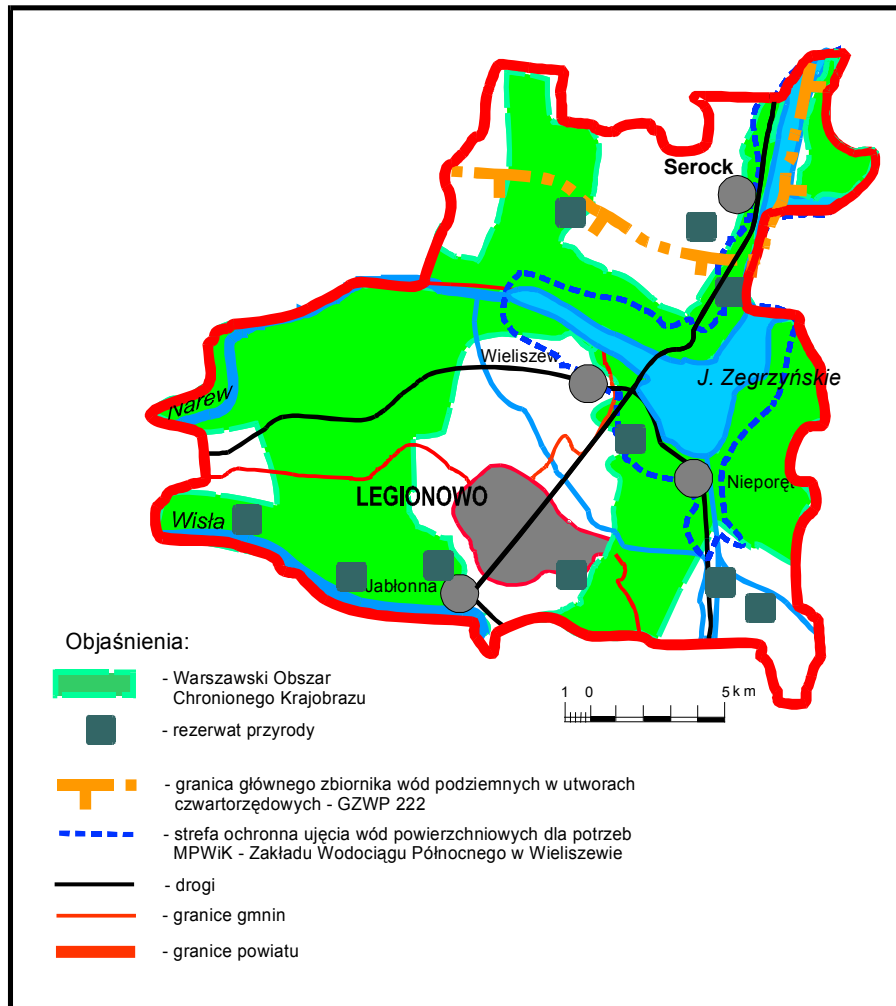 Serock
Wieliszew
J. Zegrzyńskie
Narew
LEGIONOWO
Nieporęt
Wisła
Jabłonna
Objaśnienia:
- Warszawski Obszar
Chronionego Krajobrazu
- rezerwat przyrody
1 0 5 k m
- granica głównego zbiornika wód podziemnych w utworach
czwartorzędowych - GZWP 222
- strefa ochronna ujęcia wód powierzchniowych dla potrzeb
MPWiK - Zakładu Wodociągu Północnego w Wieliszewie
- drogi
- granice gmnin
- granice powiatu